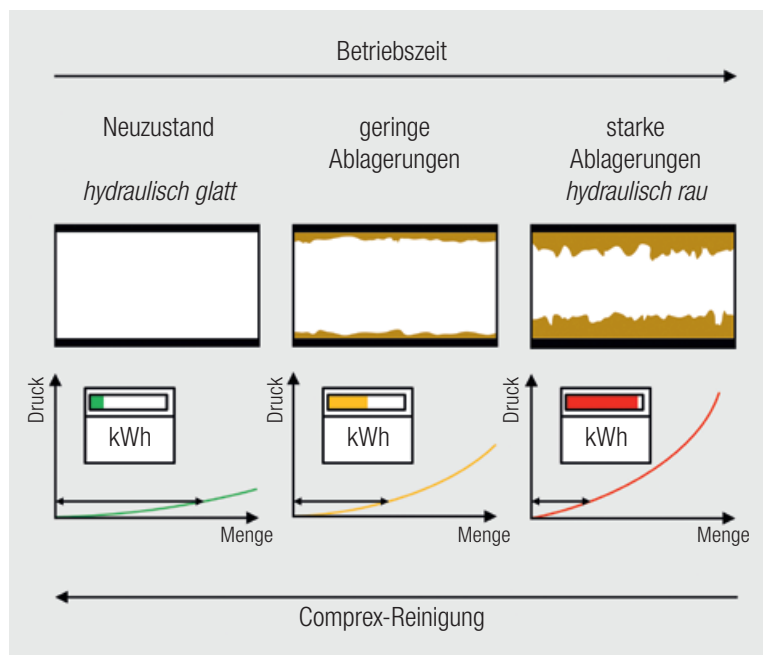 Betriebszeit
Neuzustand
hydraulisch glatt
geringe
Ablagerungen
starke
Ablagerungen
hydraulisch rau
Druck
kWh
Menge
Druck
kWh
Menge
Druck
kWh
Menge
Comprex-Reinigung